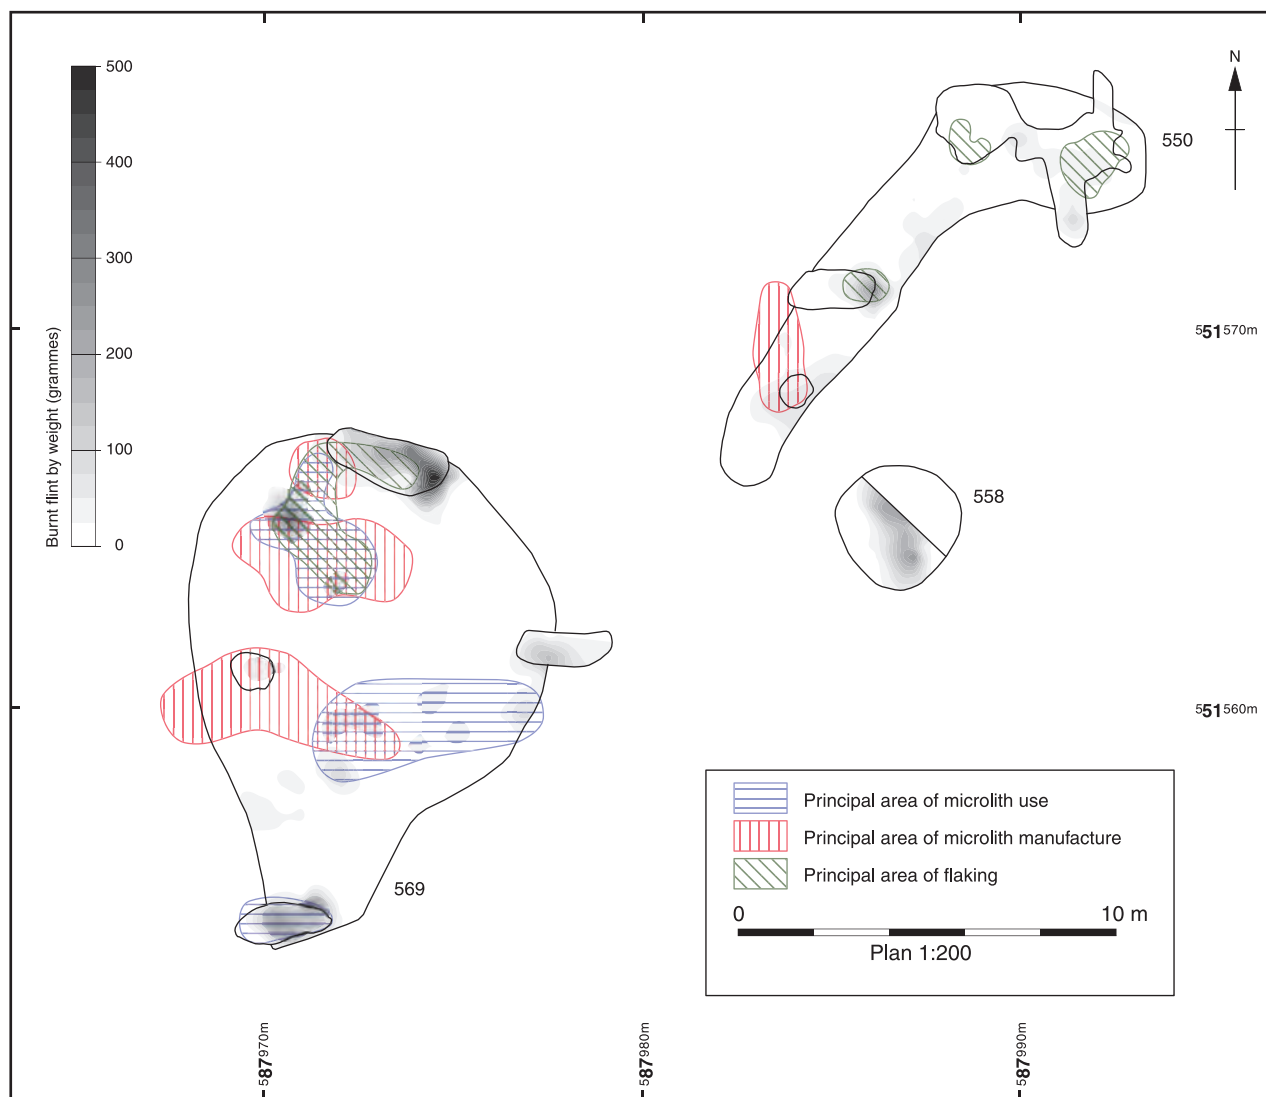 500
400
300
200
100
0
Burnt flint by weight (grammes)
N
550
551570m
558
551560m
569
Principal area of microlith use
Principal area of microlith manufacture
Principal area of flaking
0 10 m
Plan 1:200
587970m
587980m
587990m